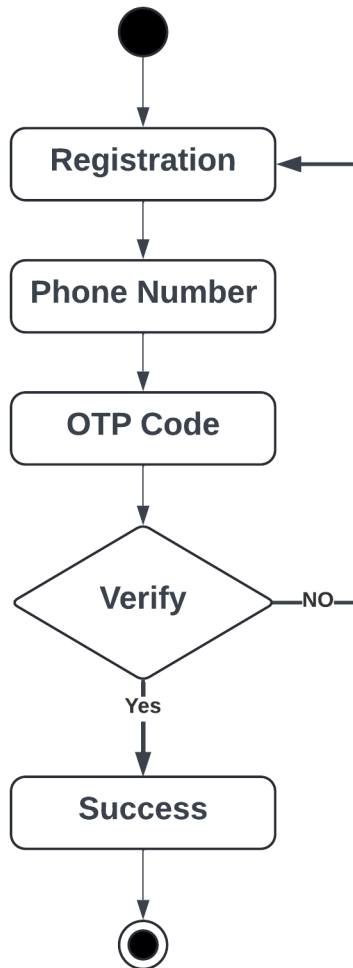 Registration
Phone Number
OTP Code
Verify
NO
Yes
Success